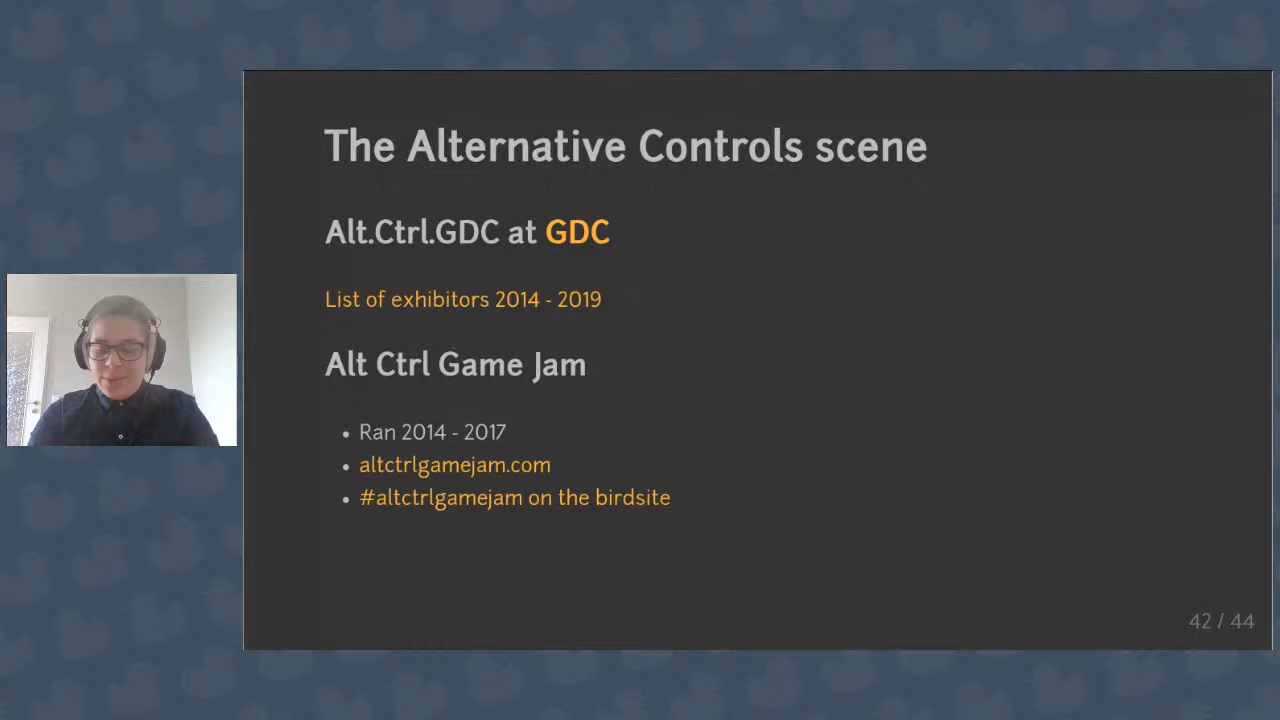 The Alternative Controls scene
Alt.Ctrl.GDC at GDC
List of exhibitors 2014 - 2019
Alt Ctrl Game Jam
• Ran 2014 - 2017
• altctrlgamejam.com
• #altctrlgamejam on the birdsite
42 / 44